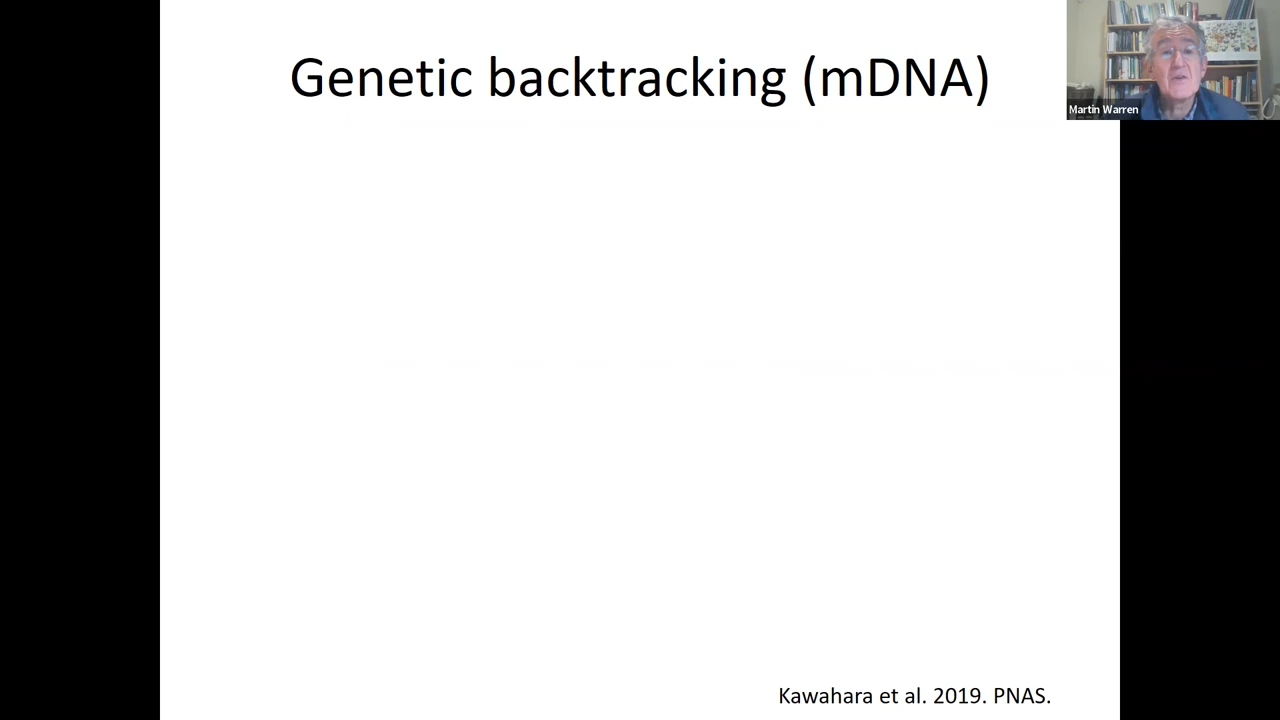 Genetic backtracking (mDNA)
Martin Warren
Kawahara et al. 2019. PNAS.